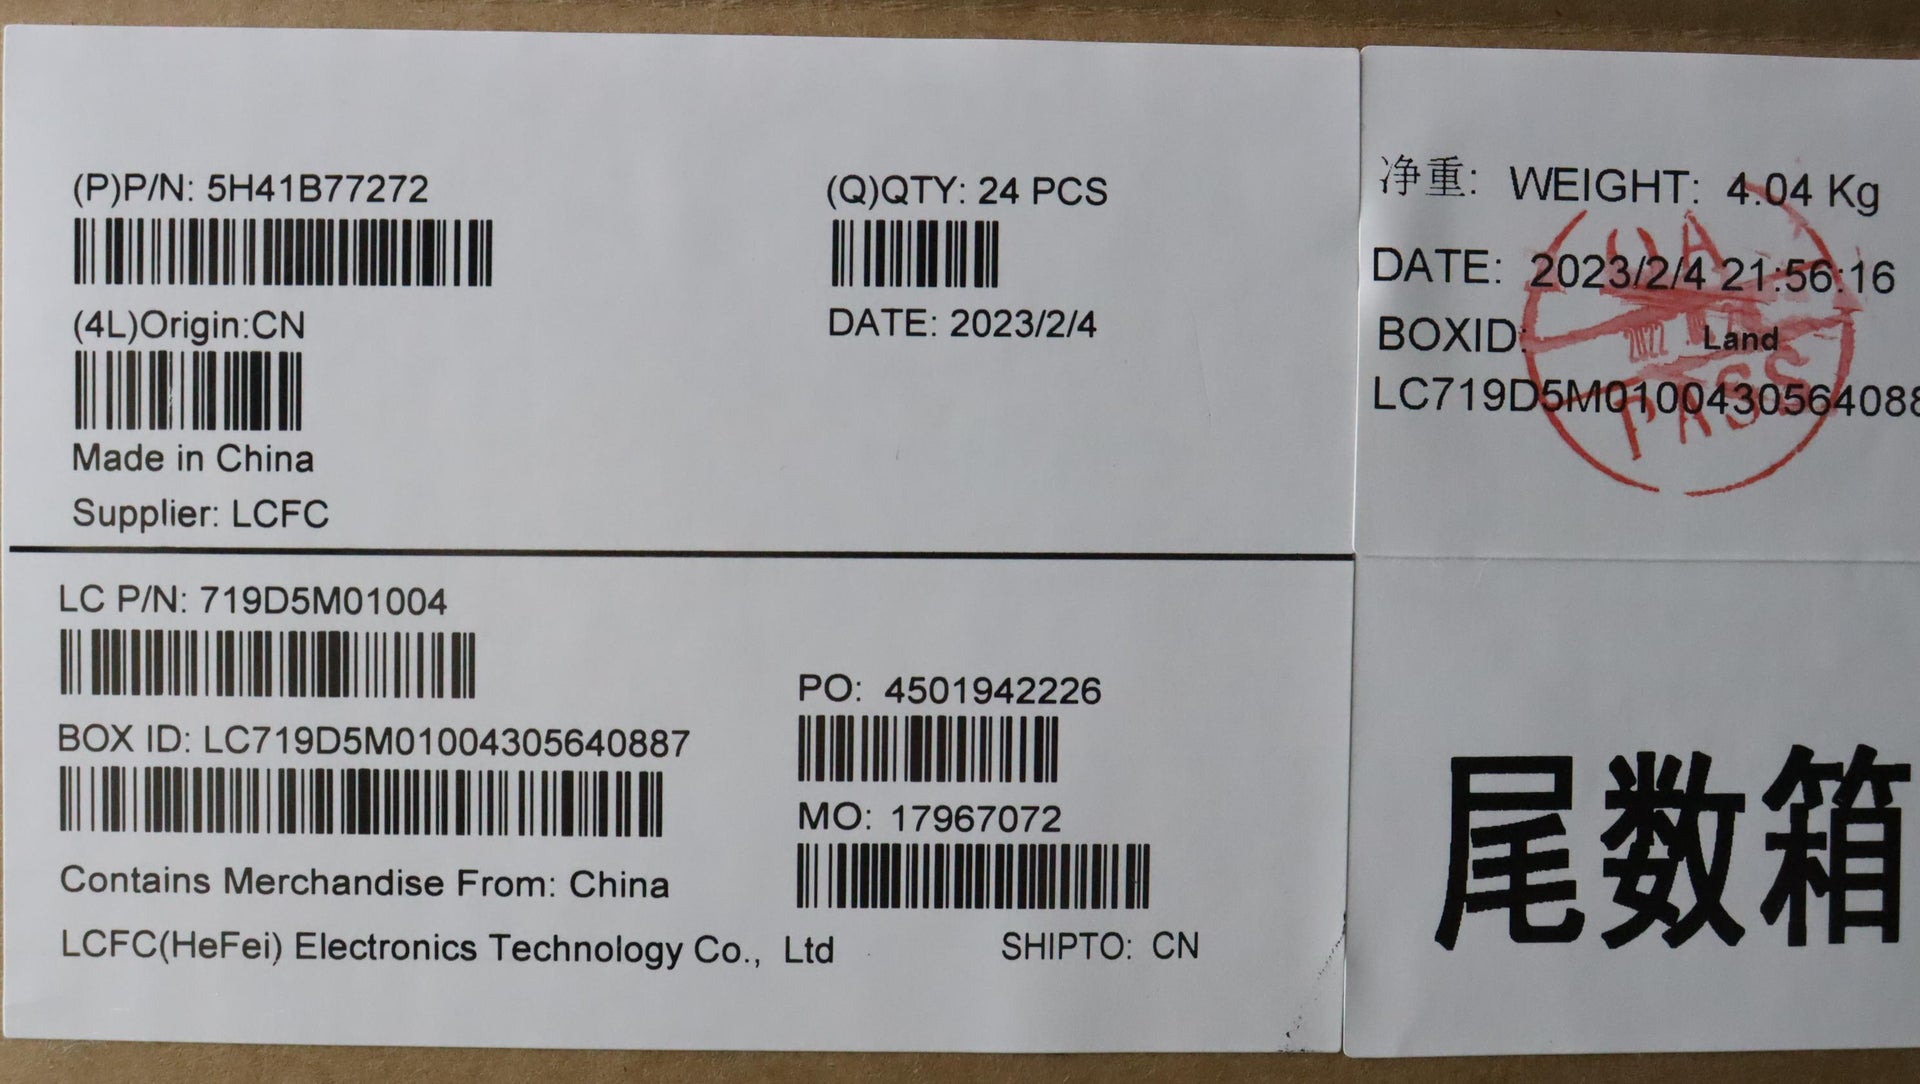 (P)P/N: 5H41B77272
(Q)QTY: 24 PCS
(4L)Origin:CN
DATE: 2023/2/4
Made in China
Supplier: LCFC
LC P/N: 719D5M01004
PO: 4501942226
BOX ID: LC719D5M01004305640887
MO: 17967072
Contains Merchandise From: China
LCFC(HeFei) Electronics Technology Co., Ltd
SHIPTO: CN
净重: WEIGHT: 4.04 Kg
DATE: 2023/2/4 21:56:16
BOXID: Land
LC719D5M0100430564088
PASS
尾数箱